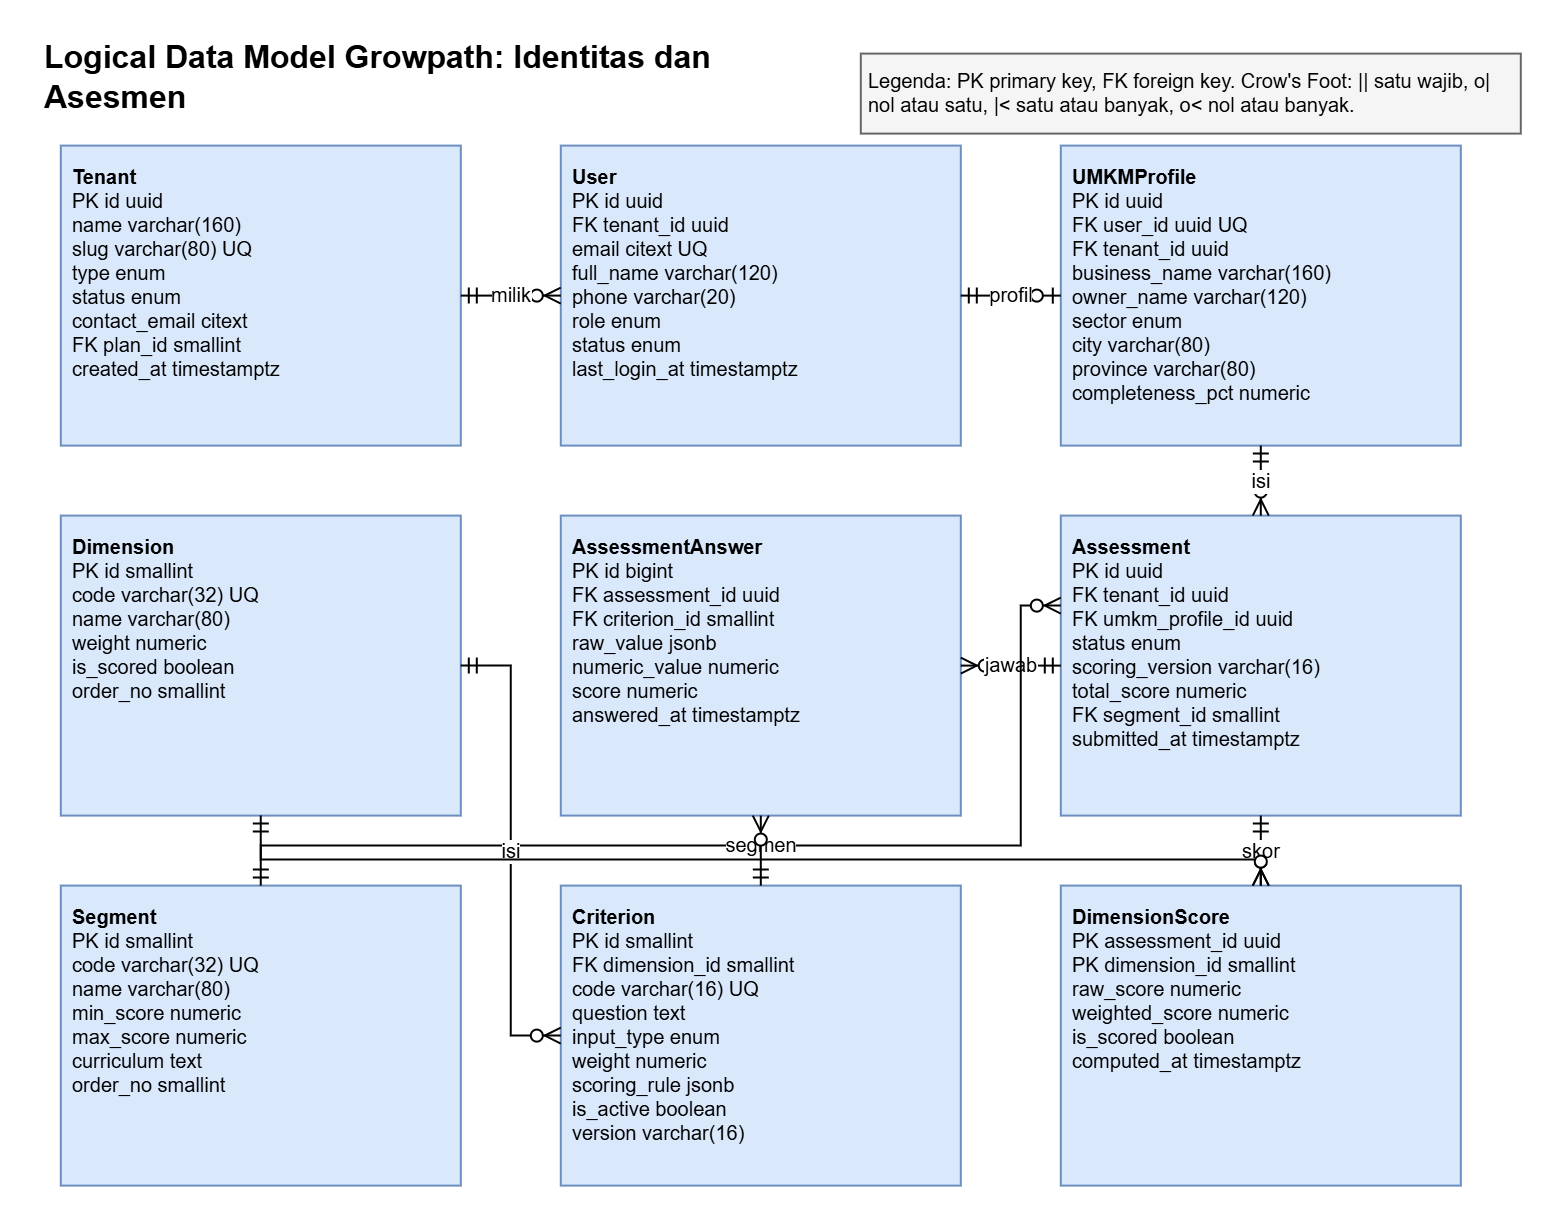 Logical Data Model Growpath: Identitas dan
Asesmen
Legenda: PK primary key, FK foreign key. Crow's Foot: || satu wajib, o|
nol atau satu, |< satu atau banyak, o< nol atau banyak.
Tenant
PK id uuid
name varchar(160)
slug varchar(80) UQ
type enum
status enum
contact_email citext
FK plan_id smallint
created_at timestamptz
milik
User
PK id uuid
FK tenant_id uuid
email citext UQ
full_name varchar(120)
phone varchar(20)
role enum
status enum
last_login_at timestamptz
profil
UMKMProfile
PK id uuid
FK user_id uuid UQ
FK tenant_id uuid
business_name varchar(160)
owner_name varchar(120)
sector enum
city varchar(80)
province varchar(80)
completeness_pct numeric
isi
Dimension
PK id smallint
code varchar(32) UQ
name varchar(80)
weight numeric
is_scored boolean
order_no smallint
AssessmentAnswer
PK id bigint
FK assessment_id uuid
FK criterion_id smallint
raw_value jsonb
numeric_value numeric
score numeric
answered_at timestamptz
jawab
Assessment
PK id uuid
FK tenant_id uuid
FK umkm_profile_id uuid
status enum
scoring_version varchar(16)
total_score numeric
FK segment_id smallint
submitted_at timestamptz
isi
segmen
skor
Segment
PK id smallint
code varchar(32) UQ
name varchar(80)
min_score numeric
max_score numeric
curriculum text
order_no smallint
Criterion
PK id smallint
FK dimension_id smallint
code varchar(16) UQ
question text
input_type enum
weight numeric
scoring_rule jsonb
is_active boolean
version varchar(16)
DimensionScore
PK assessment_id uuid
PK dimension_id smallint
raw_score numeric
weighted_score numeric
is_scored boolean
computed_at timestamptz